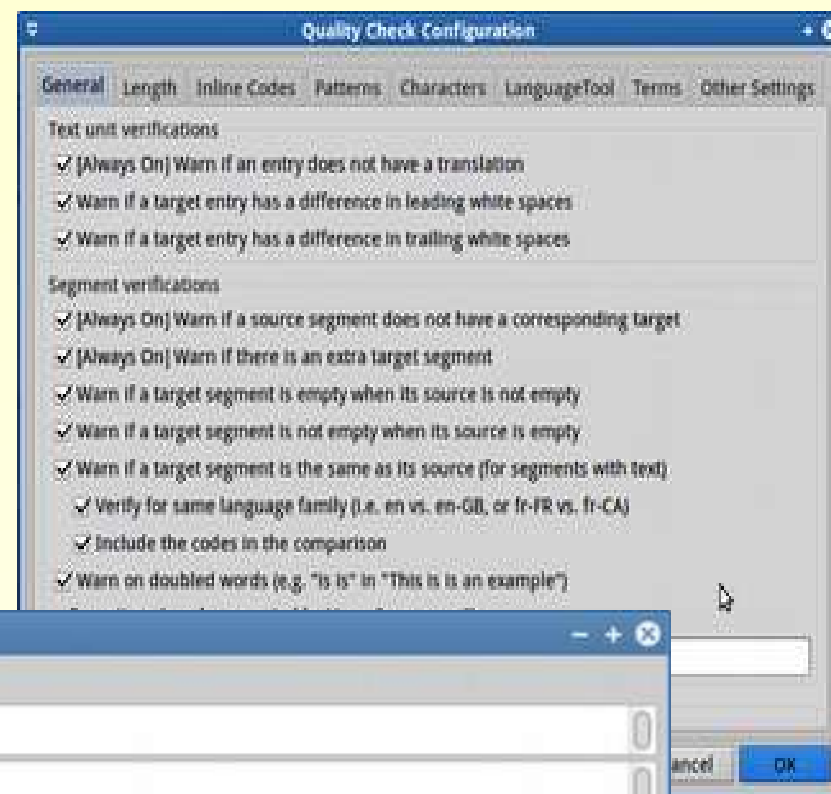 Quality Check Configuration
General Length Inline Codes Patterns Characters LanguageTool Terms Other Settings
Text unit verifications
[Always On] Warn if an entry does not have a translation
Warn if a target entry has a difference in leading white spaces
Warn if a target entry has a difference in trailing white spaces
Segment verifications
[Always On] Warn if a source segment does not have a corresponding target
[Always On] Warn if there is an extra target segment
Warn if a target segment is empty when its source is not empty
Warn if a target segment is not empty when its source is empty
Warn if a target segment is the same as its source (for segments with text)
Verify for same language family (i.e. en vs. en-GB, or fr-FR vs. fr-CA)
Include the codes in the comparison
Warn on doubled words (e.g. "is is" in "This is is an example")
ancel OK